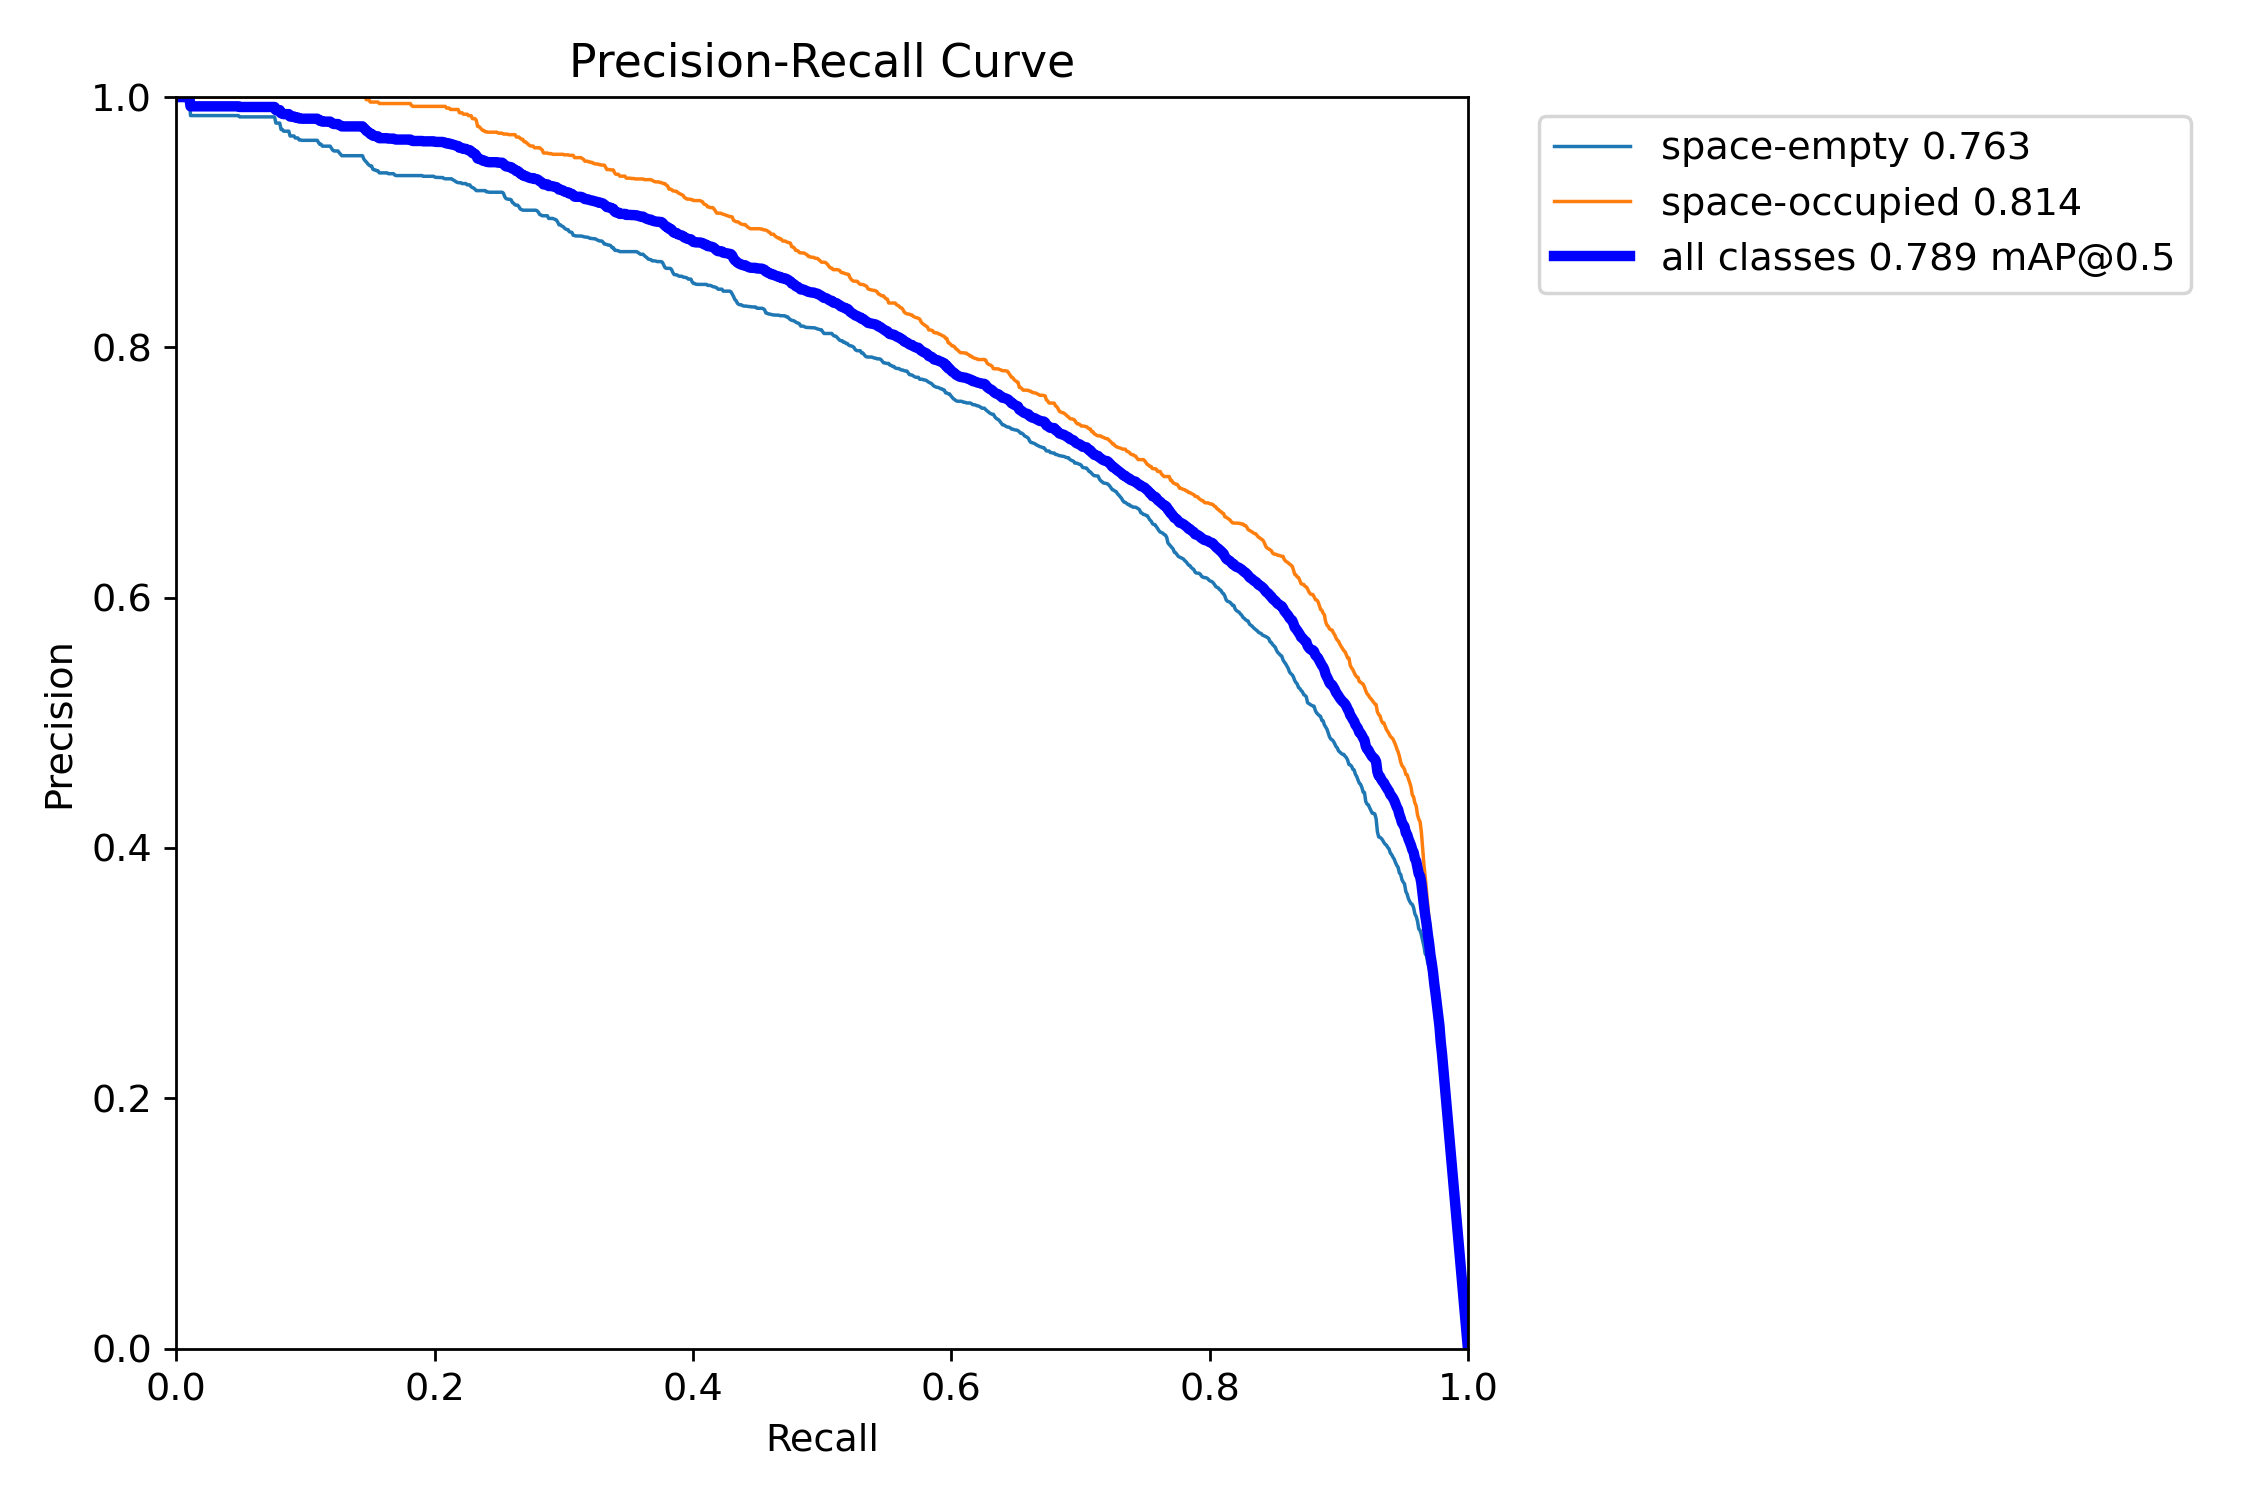 Precision-Recall Curve
space-empty 0.763
space-occupied 0.814
all classes 0.789 mAP@0.5
Precision
1.0
0.8
0.6
0.4
0.2
0.0
0.0 0.2 0.4 0.6 0.8 1.0
Recall